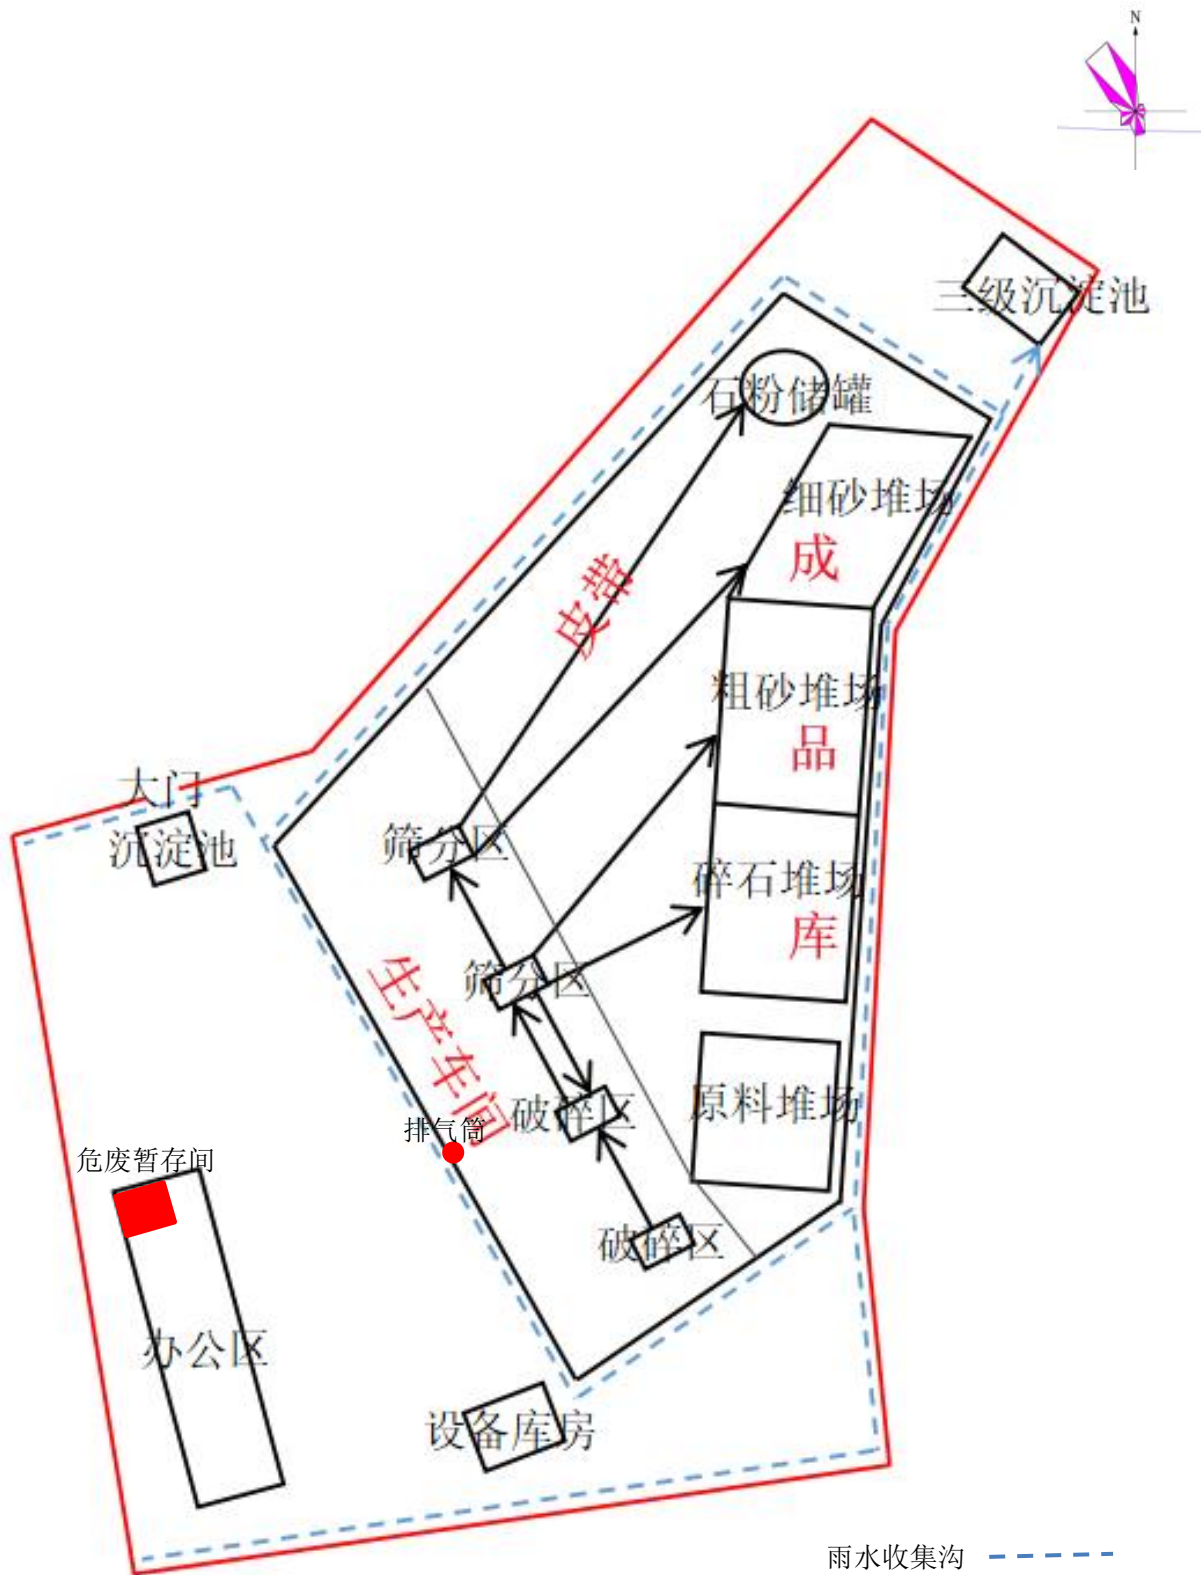 N
三级沉淀池
石粉储罐
细砂堆场
成
皮带
粗砂堆场
品
大门
沉淀池
筛分区
碎石堆场
库
筛分区
生产车间
破碎区
原料堆场
排气筒
危废暂存间
破碎区
办公区
设备库房
雨水收集沟